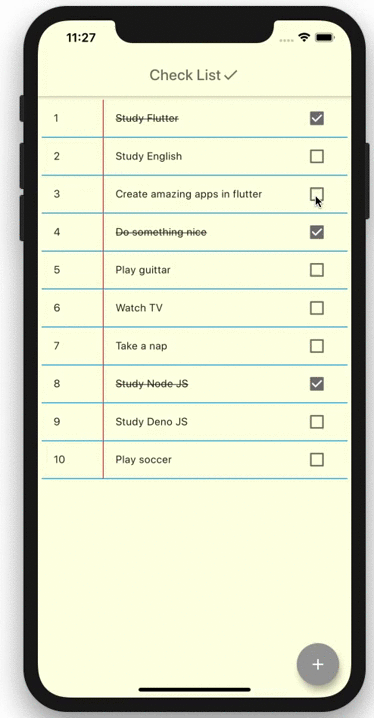 11:27
Check List
1 Study Flutter
2 Study English
3 Create amazing apps in flutter
4 Do something nice
5 Play guittar
6 Watch TV
7 Take a nap
8 Study Node JS
9 Study Deno JS
10 Play soccer
+